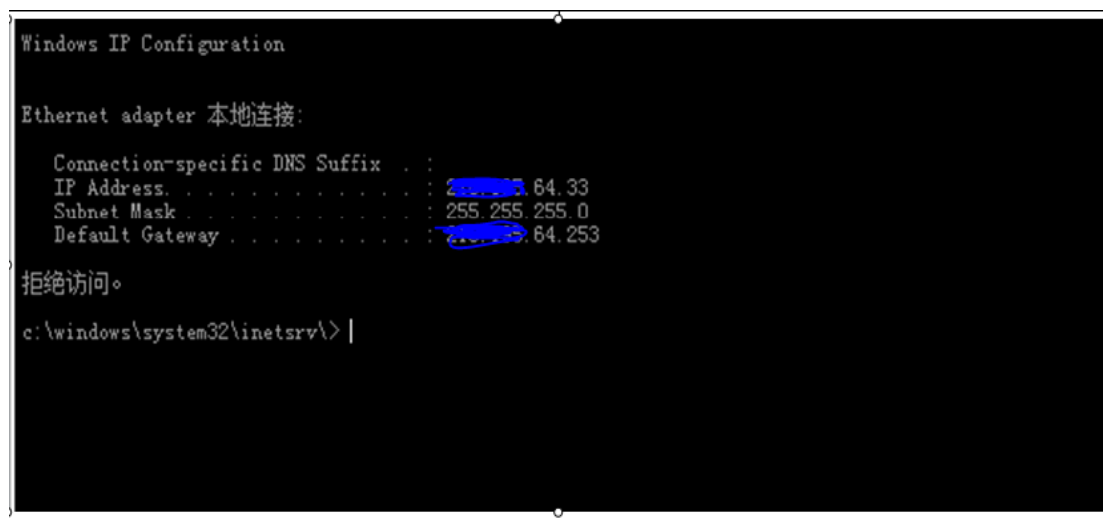 Windows IP Configuration
Ethernet adapter 本地连接:
Connection-specific DNS Suffix . :
IP Address. . . . . . . . . . . . : .64.33
Subnet Mask . . . . . . . . . . . : 255.255.255.0
Default Gateway . . . . . . . . . : .64.253
拒绝访问。
c:\windows\system32\inetsrv\>